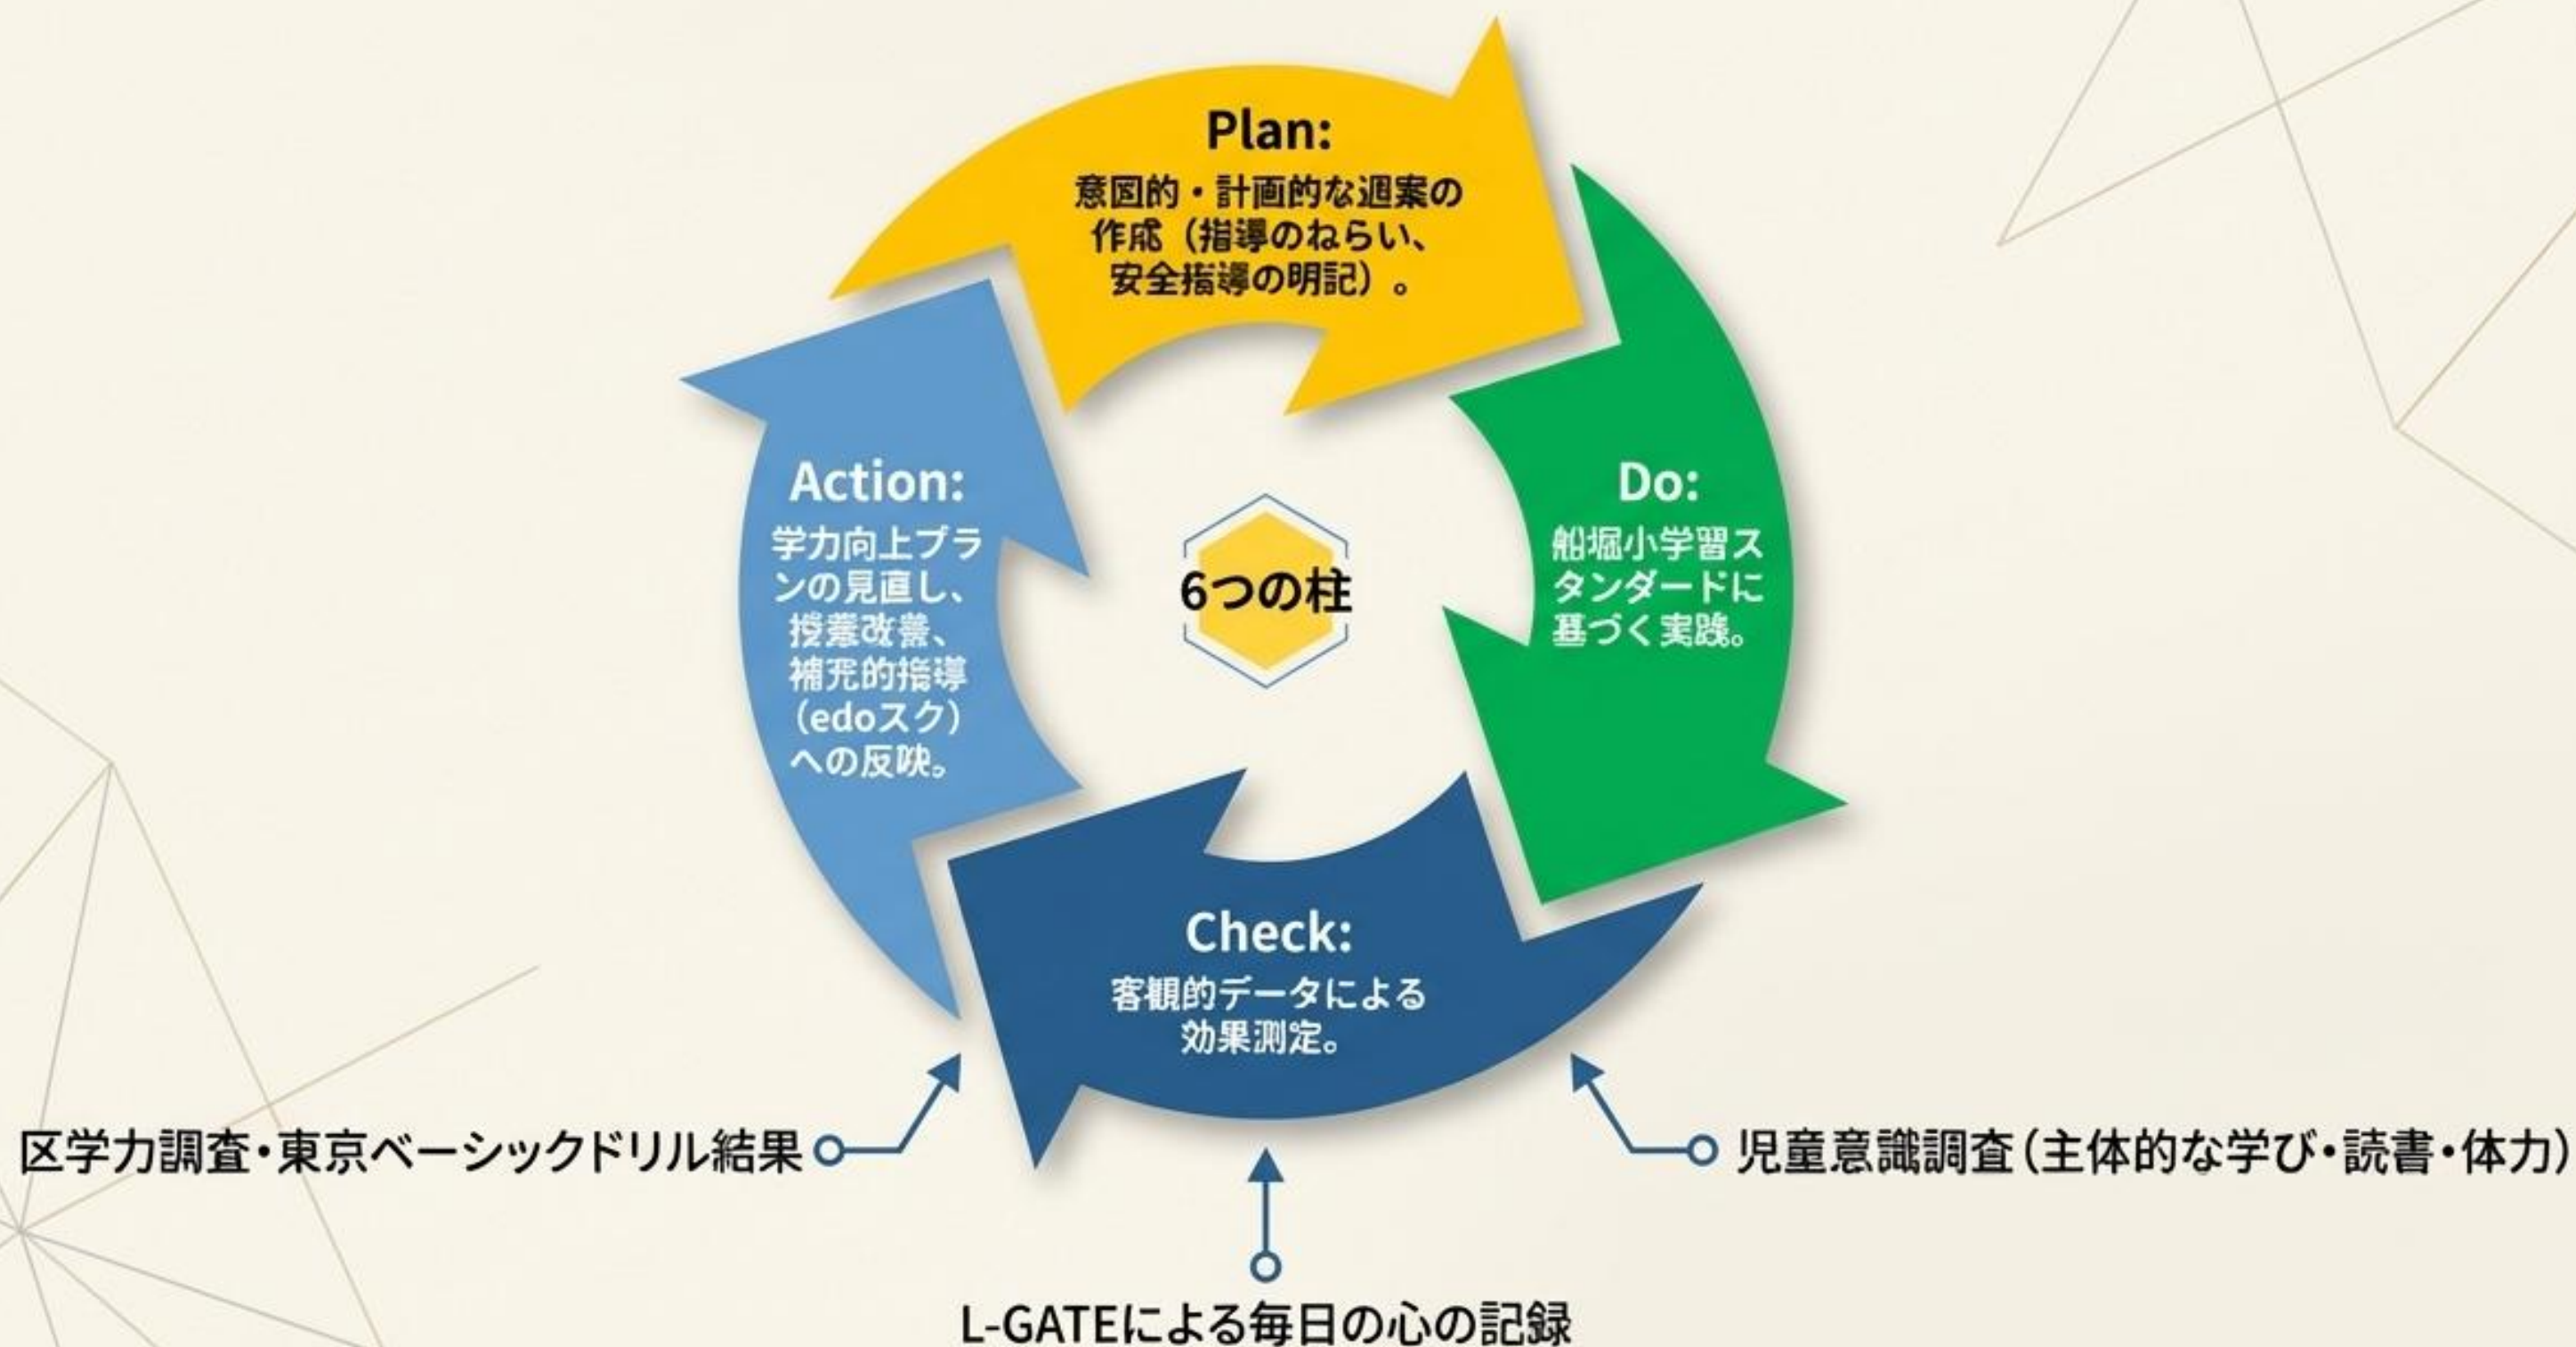 Plan:
意図的・計画的な週案の
作成（指導のねらい、
安全指導の明記）。
Do:
船堀小学習ス
タンダードに
基づく実践。
Check:
客観的データによる
効果測定。
Action:
学力向上プラ
ンの見直し、
授業改善、
補充的指導
（edoスク）
への反映。
6つの柱
区学力調査・東京ベーシックドリル結果
児童意識調査（主体的な学び・読書・体力）
L-GATEによる毎日の心の記録